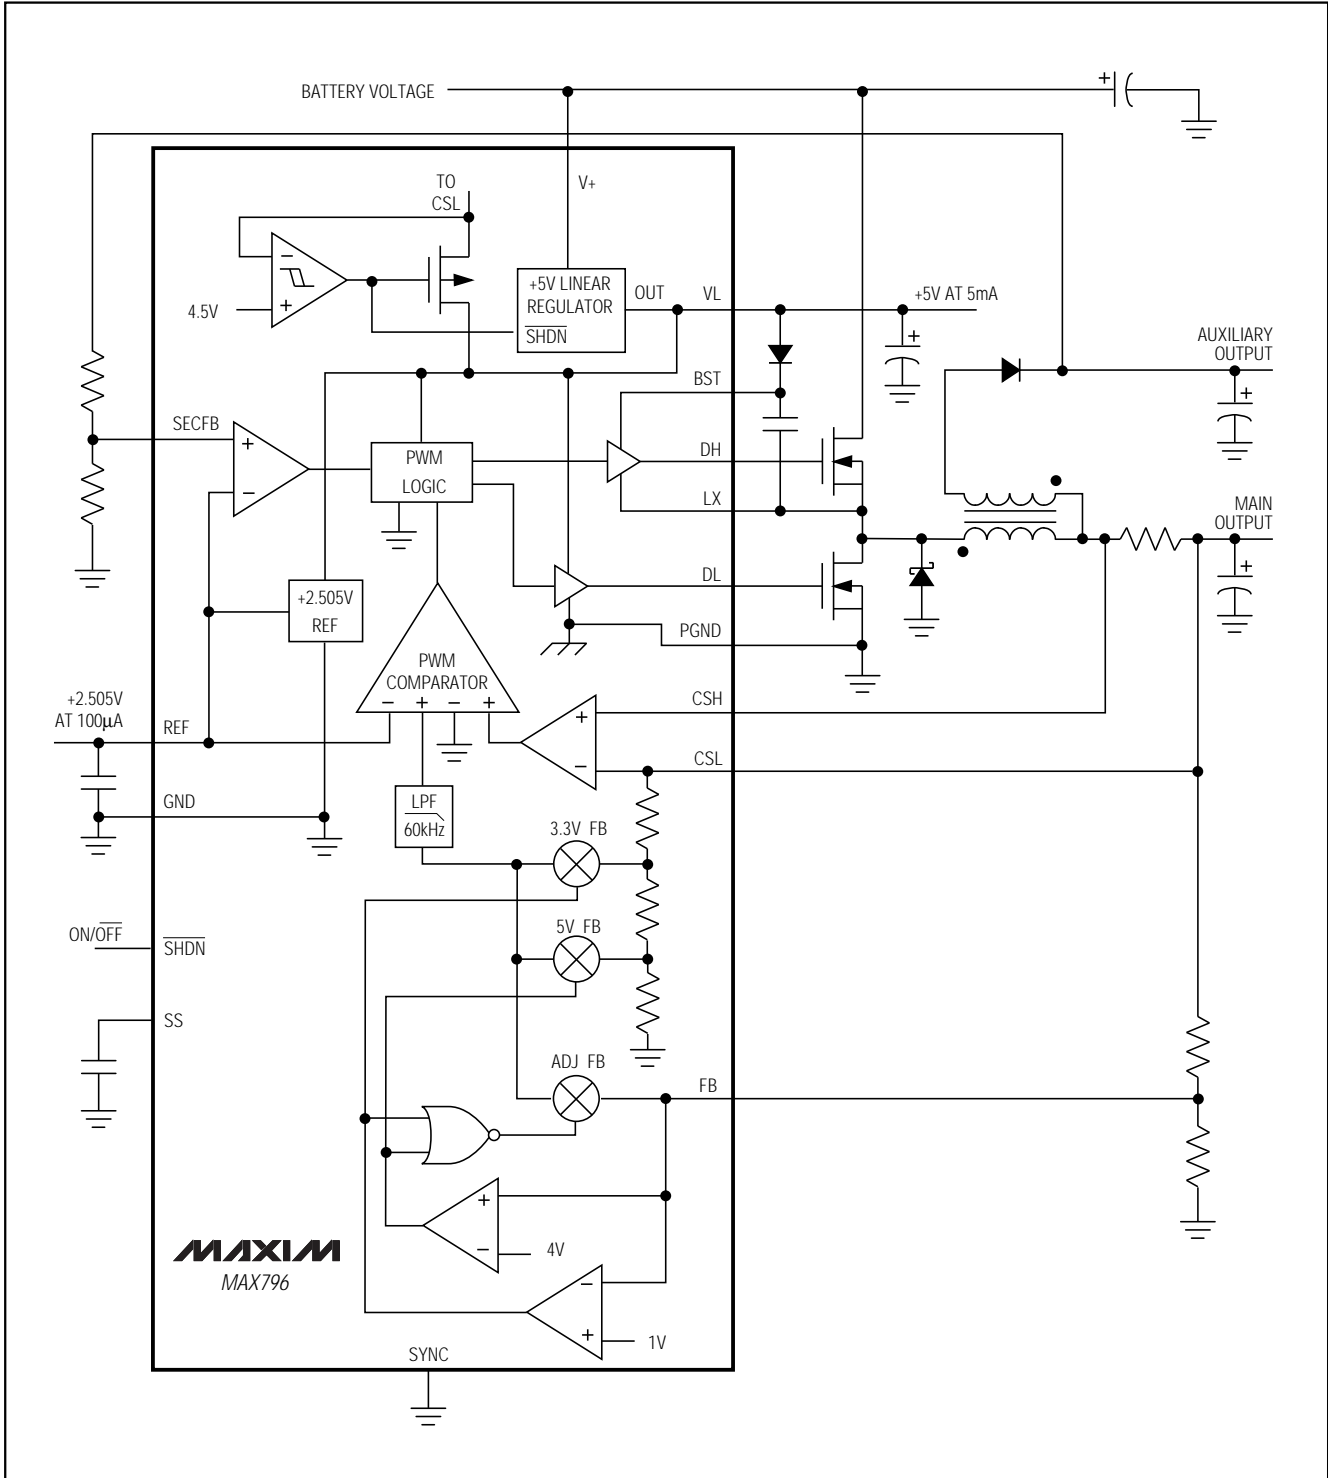 BATTERY VOLTAGE
+
TO
CSL
V+
−
+
4.5V
+5V LINEAR
REGULATOR
SHDN
OUT
VL
+5V AT 5mA
+
AUXILIARY
OUTPUT
+
BST
SECFB
+
−
PWM
LOGIC
DH
LX
MAIN
OUTPUT
+
DL
+2.505V
REF
PGND
PWM
COMPARATOR
− + − +
+2.505V
AT 100µA
REF
CSH
+
−
CSL
GND
LPF
60kHz
3.3V FB
ON/OFF
SHDN
5V FB
SS
ADJ FB
FB
+
−
4V
MAXIM
MAX796
−
+
1V
SYNC